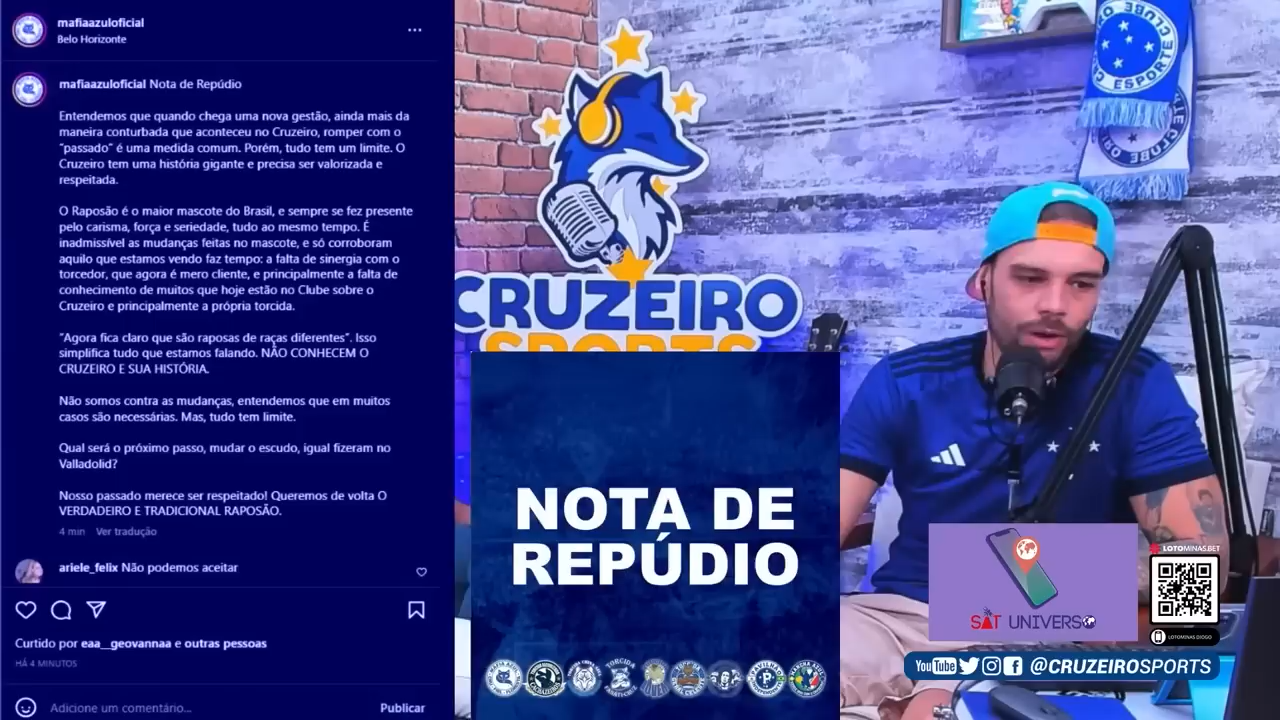 mafiaazuloficial
Belo Horizonte
mafiaazuloficial Nota de Repúdio
Entendemos que quando chega uma nova gestão, ainda mais da
maneira conturbada que aconteceu no Cruzeiro, romper com o
"passado" é uma medida comum. Porém, tudo tem um limite. O
Cruzeiro tem uma história gigante e precisa ser valorizada e
respeitada.
O Raposão é o maior mascote do Brasil, e sempre se fez presente
pelo carisma, força e seriedade, tudo ao mesmo tempo. É
inadmissível as mudanças feitas no mascote, e só corroboram
aquilo que estamos vendo faz tempo: a falta de sinergia com o
torcedor, que agora é mero cliente, e principalmente a falta de
conhecimento de muitos que hoje estão no Clube sobre o
Cruzeiro e principalmente a própria torcida.
"Agora fica claro que são raposas de raças diferentes". Isso
simplifica tudo que estamos falando. NÃO CONHECEM O
CRUZEIRO E SUA HISTÓRIA.
Não somos contra as mudanças, entendemos que em muitos
casos são necessárias. Mas, tudo tem limite.
Qual será o próximo passo, mudar o escudo, igual fizeram no
Valladolid?
Nosso passado merece ser respeitado! Queremos de volta O
VERDADEIRO E TRADICIONAL RAPOSÃO.
4 min Ver tradução
ariele_felix Não podemos aceitar
Curtido por eaa__geovannaa e outras pessoas
HÁ 4 MINUTOS
Adicione um comentário...
Publicar
CRUZEIRO
SPORTS
NOTA DE
REPÚDIO
SAT UNIVERSO
LOTOMINAS.BET
LOTOMINAS DIOGO
YouTube @CRUZEIROSPORTS